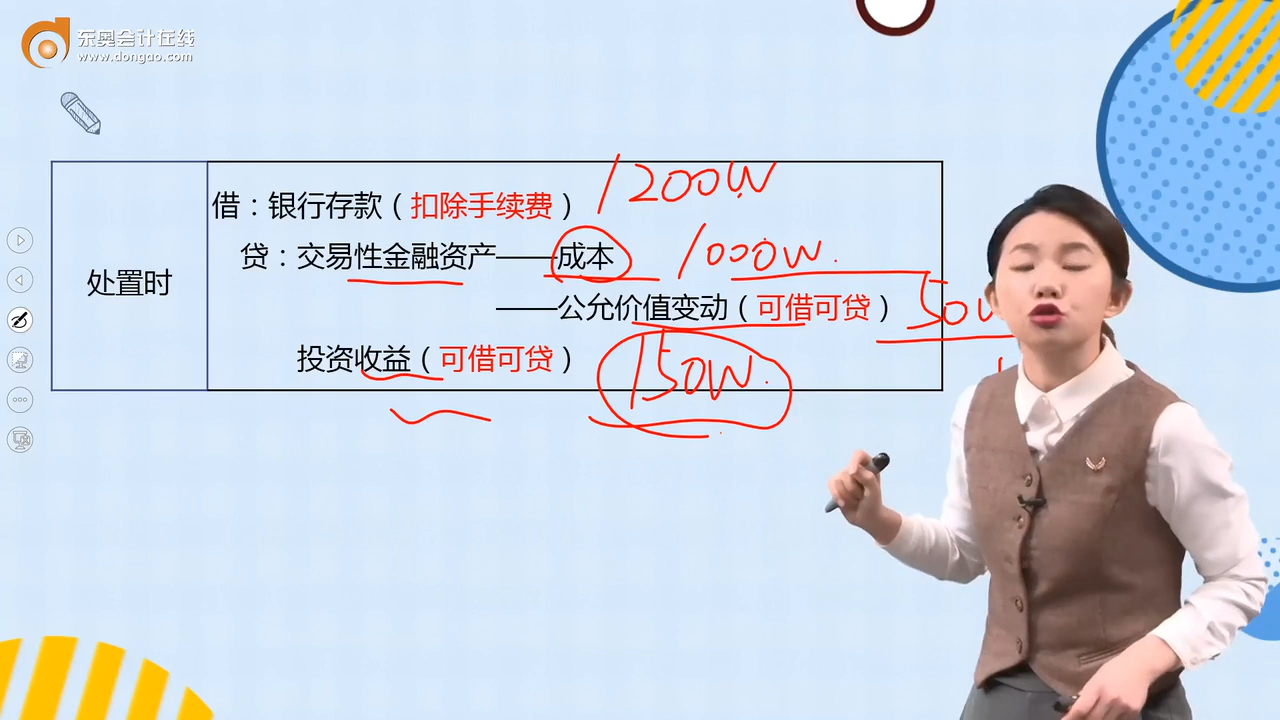 东奥会计在线
www.dongao.com
处置时
借：银行存款（扣除手续费） 1200W
贷：交易性金融资产——成本 1000W.
——公允价值变动（可借可贷） 50W
投资收益（可借可贷） 150W.